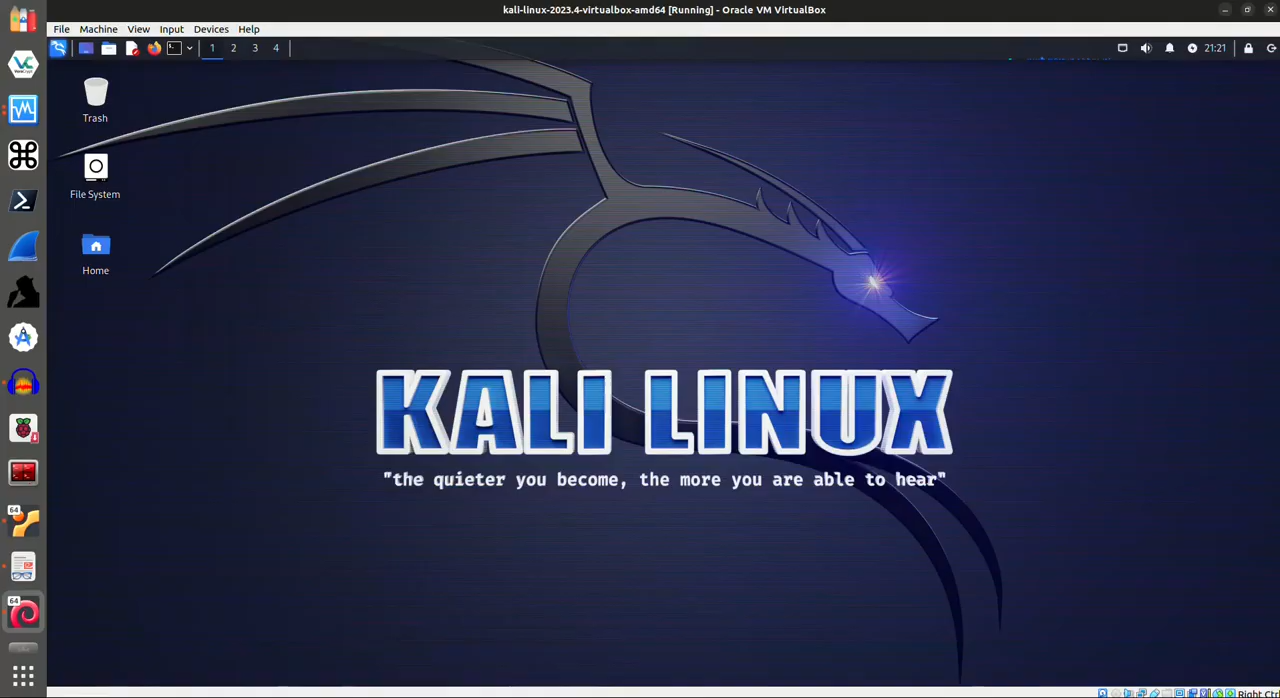 kali-linux-2023.4-virtualbox-amd64 [Running] - Oracle VM VirtualBox
File Machine View Input Devices Help
1 2 3 4
21:21
Trash
File System
Home
KALI LINUX
"the quieter you become, the more you are able to hear"
64
64
Right Ctrl